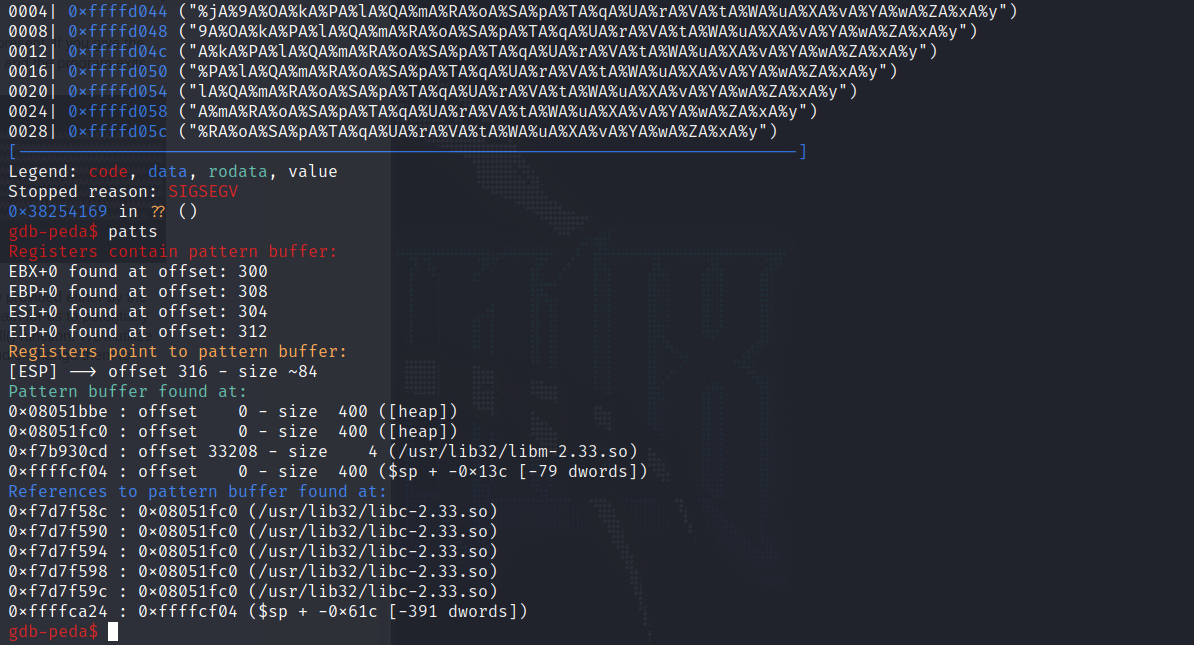 0004| 0×ffffd044 ("%jA%9A%OA%kA%PA%lA%QA%mA%RA%oA%SA%pA%TA%qA%UA%rA%VA%tA%WA%uA%XA%vA%YA%wA%ZA%xA%y")
0008| 0×ffffd048 ("9A%OA%kA%PA%lA%QA%mA%RA%oA%SA%pA%TA%qA%UA%rA%VA%tA%WA%uA%XA%vA%YA%wA%ZA%xA%y")
0012| 0×ffffd04c ("A%kA%PA%lA%QA%mA%RA%oA%SA%pA%TA%qA%UA%rA%VA%tA%WA%uA%XA%vA%YA%wA%ZA%xA%y")
0016| 0×ffffd050 ("%PA%lA%QA%mA%RA%oA%SA%pA%TA%qA%UA%rA%VA%tA%WA%uA%XA%vA%YA%wA%ZA%xA%y")
0020| 0×ffffd054 ("lA%QA%mA%RA%oA%SA%pA%TA%qA%UA%rA%VA%tA%WA%uA%XA%vA%YA%wA%ZA%xA%y")
0024| 0×ffffd058 ("A%mA%RA%oA%SA%pA%TA%qA%UA%rA%VA%tA%WA%uA%XA%vA%YA%wA%ZA%xA%y")
0028| 0×ffffd05c ("%RA%oA%SA%pA%TA%qA%UA%rA%VA%tA%WA%uA%XA%vA%YA%wA%ZA%xA%y")
[──────────────────────────────────────────────────────────────────────────────]
Legend: code, data, rodata, value
Stopped reason: SIGSEGV
0×38254169 in ?? ()
gdb-peda$ patts
Registers contain pattern buffer:
EBX+0 found at offset: 300
EBP+0 found at offset: 308
ESI+0 found at offset: 304
EIP+0 found at offset: 312
Registers point to pattern buffer:
[ESP] ⟶ offset 316 - size ~84
Pattern buffer found at:
0×08051bbe : offset    0 - size  400 ([heap])
0×08051fc0 : offset    0 - size  400 ([heap])
0×f7b930cd : offset 33208 - size    4 (/usr/lib32/libm-2.33.so)
0×ffffcf04 : offset    0 - size  400 ($sp + -0×13c [-79 dwords])
References to pattern buffer found at:
0×f7d7f58c : 0×08051fc0 (/usr/lib32/libc-2.33.so)
0×f7d7f590 : 0×08051fc0 (/usr/lib32/libc-2.33.so)
0×f7d7f594 : 0×08051fc0 (/usr/lib32/libc-2.33.so)
0×f7d7f598 : 0×08051fc0 (/usr/lib32/libc-2.33.so)
0×f7d7f59c : 0×08051fc0 (/usr/lib32/libc-2.33.so)
0×ffffca24 : 0×ffffcf04 ($sp + -0×61c [-391 dwords])
gdb-peda$